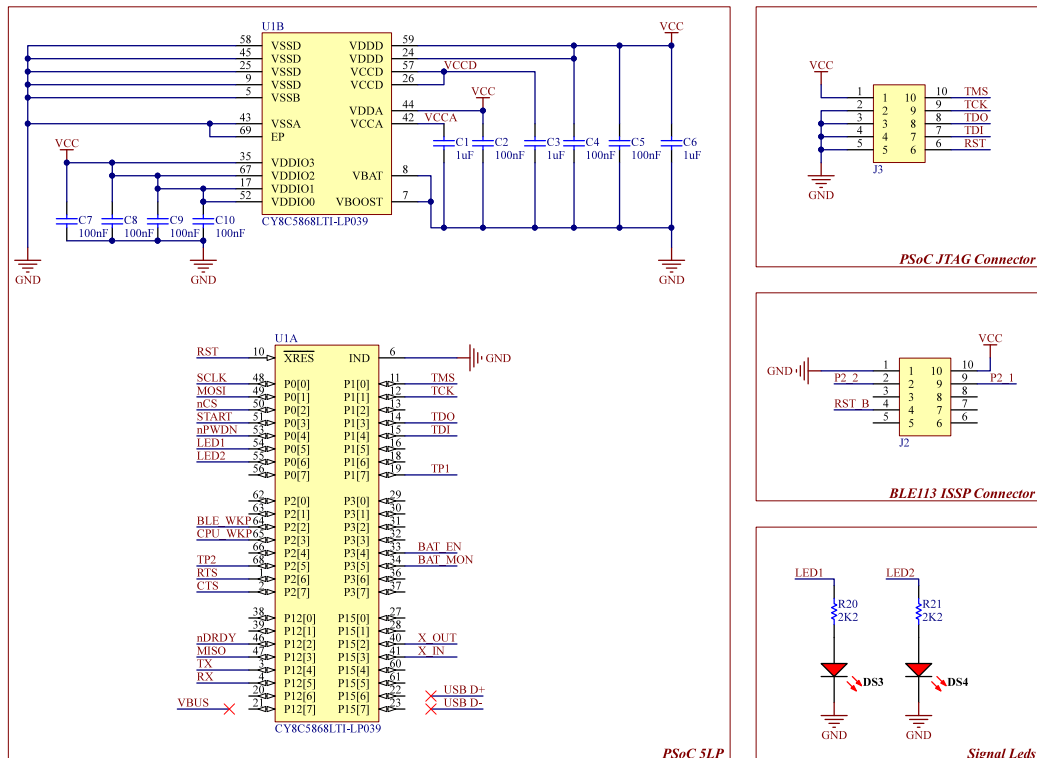 U1B
58 VSSD VDDD 59
45 VSSD VDDD 24
25 VSSD VCCD 57 VCCD
9 VSSD VCCD 26
5 VSSB
VDDA 44 VCC
43 VSSA VCCA 42 VCCA
69 EP
VCC
35 VDDIO3
67 VDDIO2 VBAT 8
17 VDDIO1
52 VDDIO0 VBOOST 7
CY8C5868LTI-LP039
VCC
C1 1uF
C2 100nF
C3 1uF
C4 100nF
C5 100nF
C6 1uF
C7 100nF
C8 100nF
C9 100nF
C10 100nF
GND
GND
GND
U1A
RST 10 XRES IND 6 GND
SCLK 48 P0[0] P1[0] 11 TMS
MOSI 49 P0[1] P1[1] 12 TCK
nCS 50 P0[2] P1[2] 13
START 51 P0[3] P1[3] 14 TDO
nPWDN 53 P0[4] P1[4] 15 TDI
LED1 54 P0[5] P1[5] 16
LED2 55 P0[6] P1[6] 18
56 P0[7] P1[7] 19 TP1
62 P2[0] P3[0] 29
63 P2[1] P3[1] 30
BLE_WKP 64 P2[2] P3[2] 31
CPU_WKP 65 P2[3] P3[3] 32
66 P2[4] P3[4] 33 BAT_EN
TP2 68 P2[5] P3[5] 34 BAT_MON
RTS 1 P2[6] P3[6] 36
CTS 2 P2[7] P3[7] 37
38 P12[0] P15[0] 27
39 P12[1] P15[1] 28
nDRDY 46 P12[2] P15[2] 40 X_OUT
MISO 47 P12[3] P15[3] 41 X_IN
TX 3 P12[4] P15[4] 60
RX 4 P12[5] P15[5] 61
20 P12[6] P15[6] 22 USB D+
VBUS 21 P12[7] P15[7] 23 USB D-
CY8C5868LTI-LP039
PSoC 5LP
VCC
1 1 10 10 TMS
2 2 9 9 TCK
3 3 8 8 TDO
4 4 7 7 TDI
5 5 6 6 RST
J3
GND
PSoC JTAG Connector
VCC
GND 1 1 10 10
P2_2 2 2 9 9 P2_1
3 3 8 8
RST_B 4 4 7 7
5 5 6 6
J2
BLE113 ISSP Connector
LED1 LED2
R20 R21
2K2 2K2
DS3 DS4
GND GND
Signal Leds